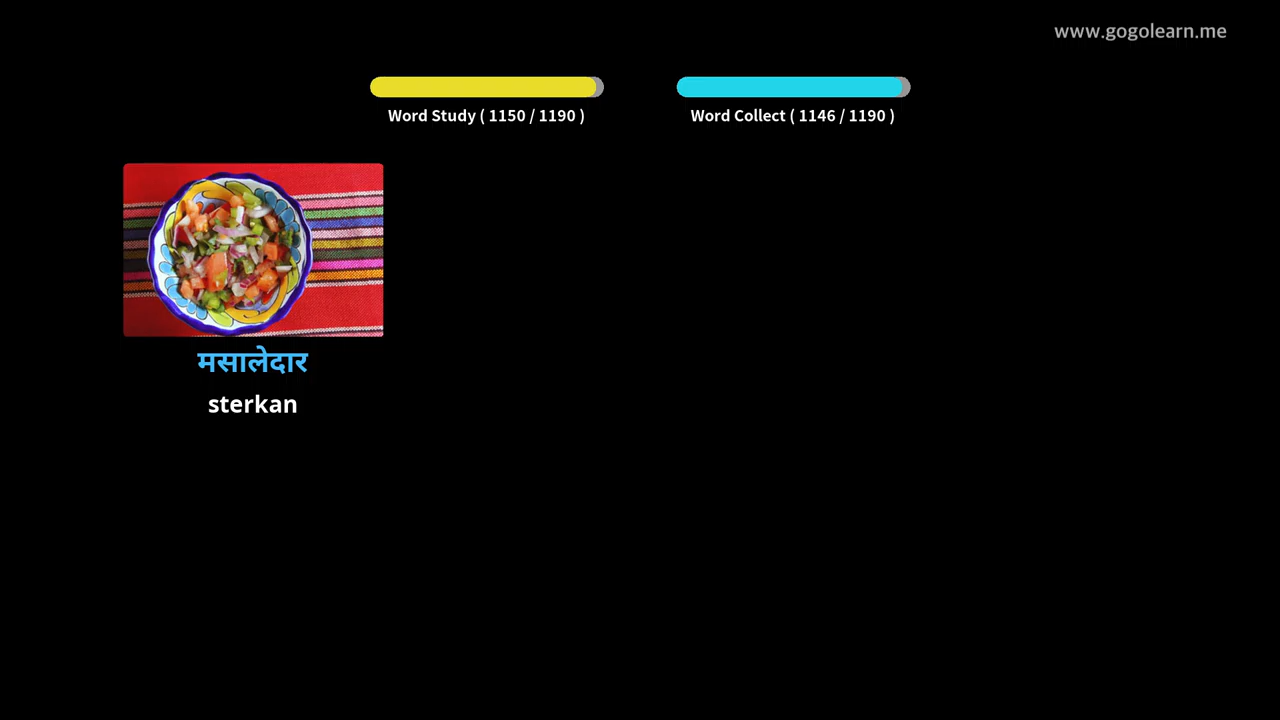 www.gogolearn.me
Word Study ( 1150 / 1190 )
Word Collect ( 1146 / 1190 )
मसालेदार
sterkan